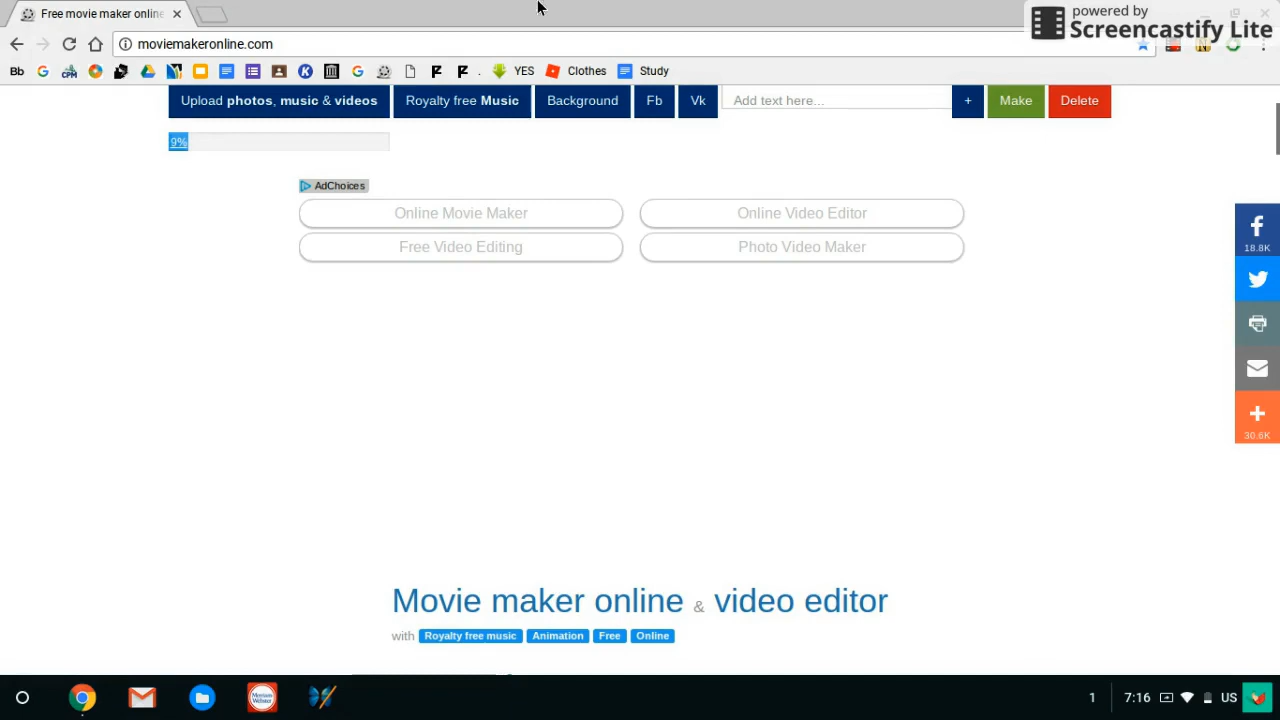 Free movie maker online
powered by
Screencastify Lite
moviemakeronline.com
Bb
CPM
YES
Clothes
Study
Upload photos, music & videos
Royalty free Music
Background
Fb
Vk
Add text here...
+
Make
Delete
9%
AdChoices
Online Movie Maker
Online Video Editor
Free Video Editing
Photo Video Maker
18.8K
30.6K
Movie maker online & video editor
with Royalty free music Animation Free Online
Merriam
Webster
1
7:16
US